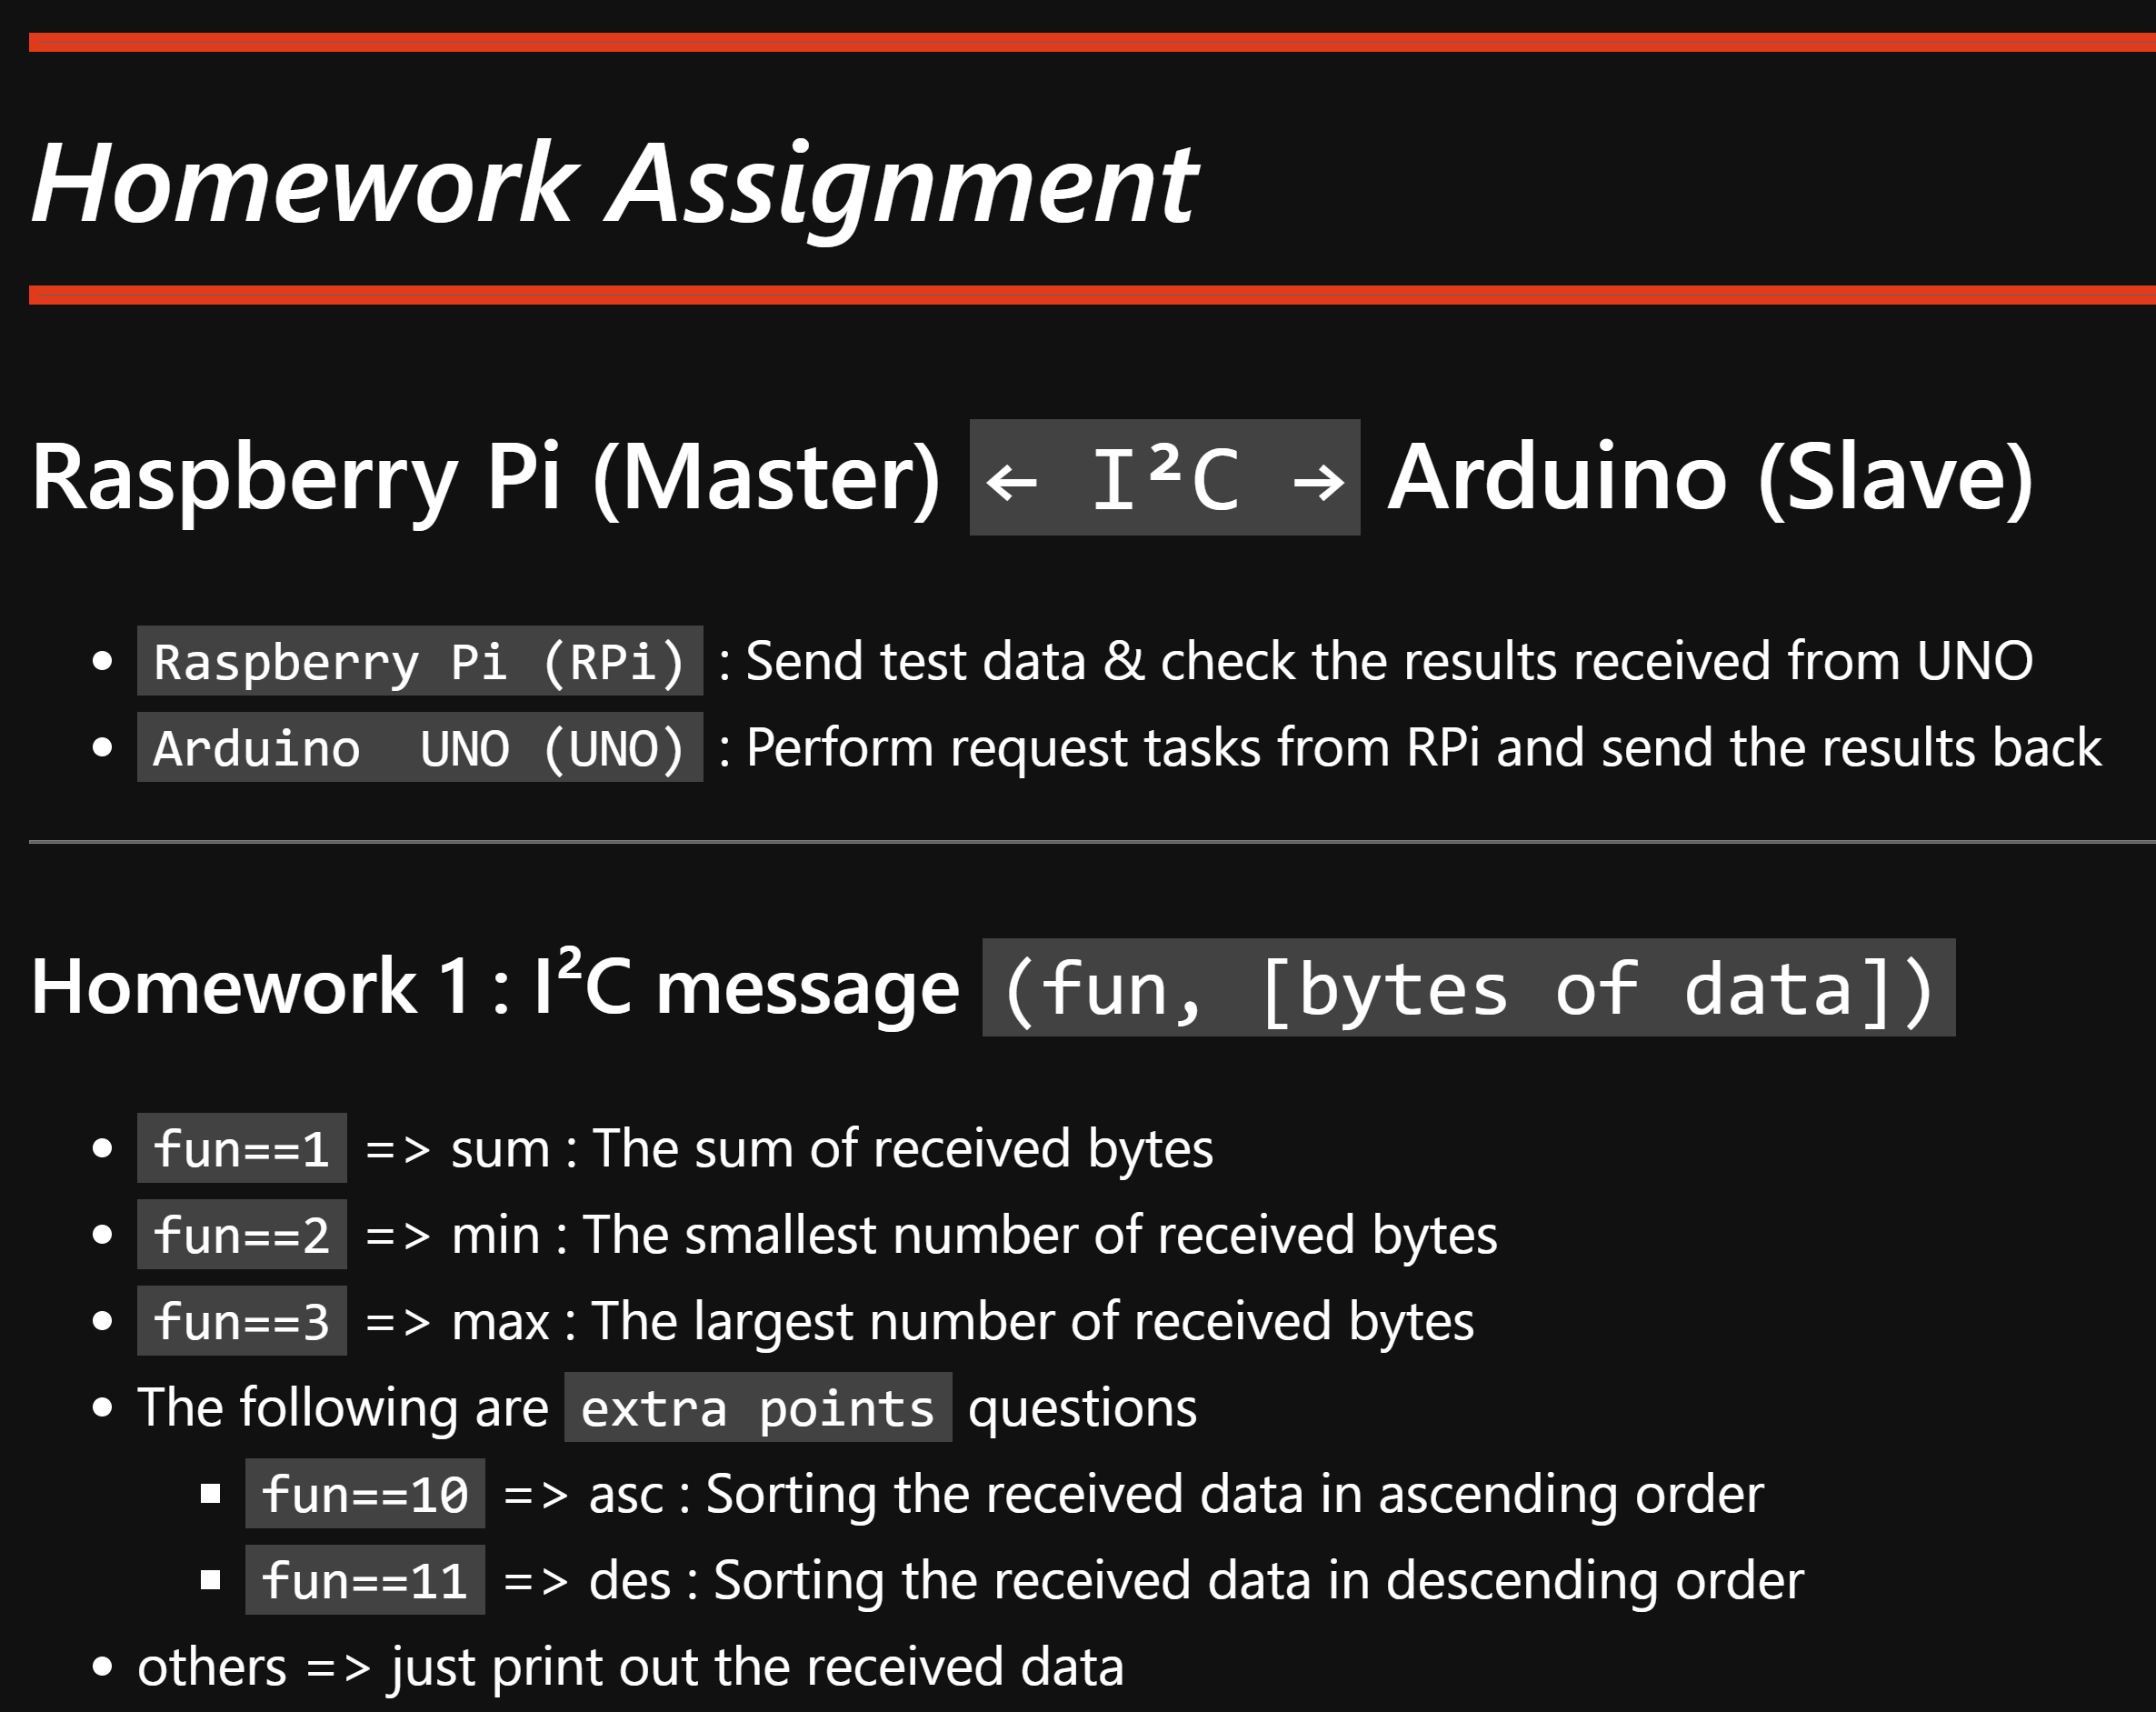 Homework Assignment
Raspberry Pi (Master) ← I²C → Arduino (Slave)
• Raspberry Pi (RPi) : Send test data & check the results received from UNO
• Arduino  UNO (UNO) : Perform request tasks from RPi and send the results back
Homework 1 : I²C message (fun, [bytes of data])
• fun==1 => sum : The sum of received bytes
• fun==2 => min : The smallest number of received bytes
• fun==3 => max : The largest number of received bytes
• The following are extra points questions
▪ fun==10 => asc : Sorting the received data in ascending order
▪ fun==11 => des : Sorting the received data in descending order
• others => just print out the received data